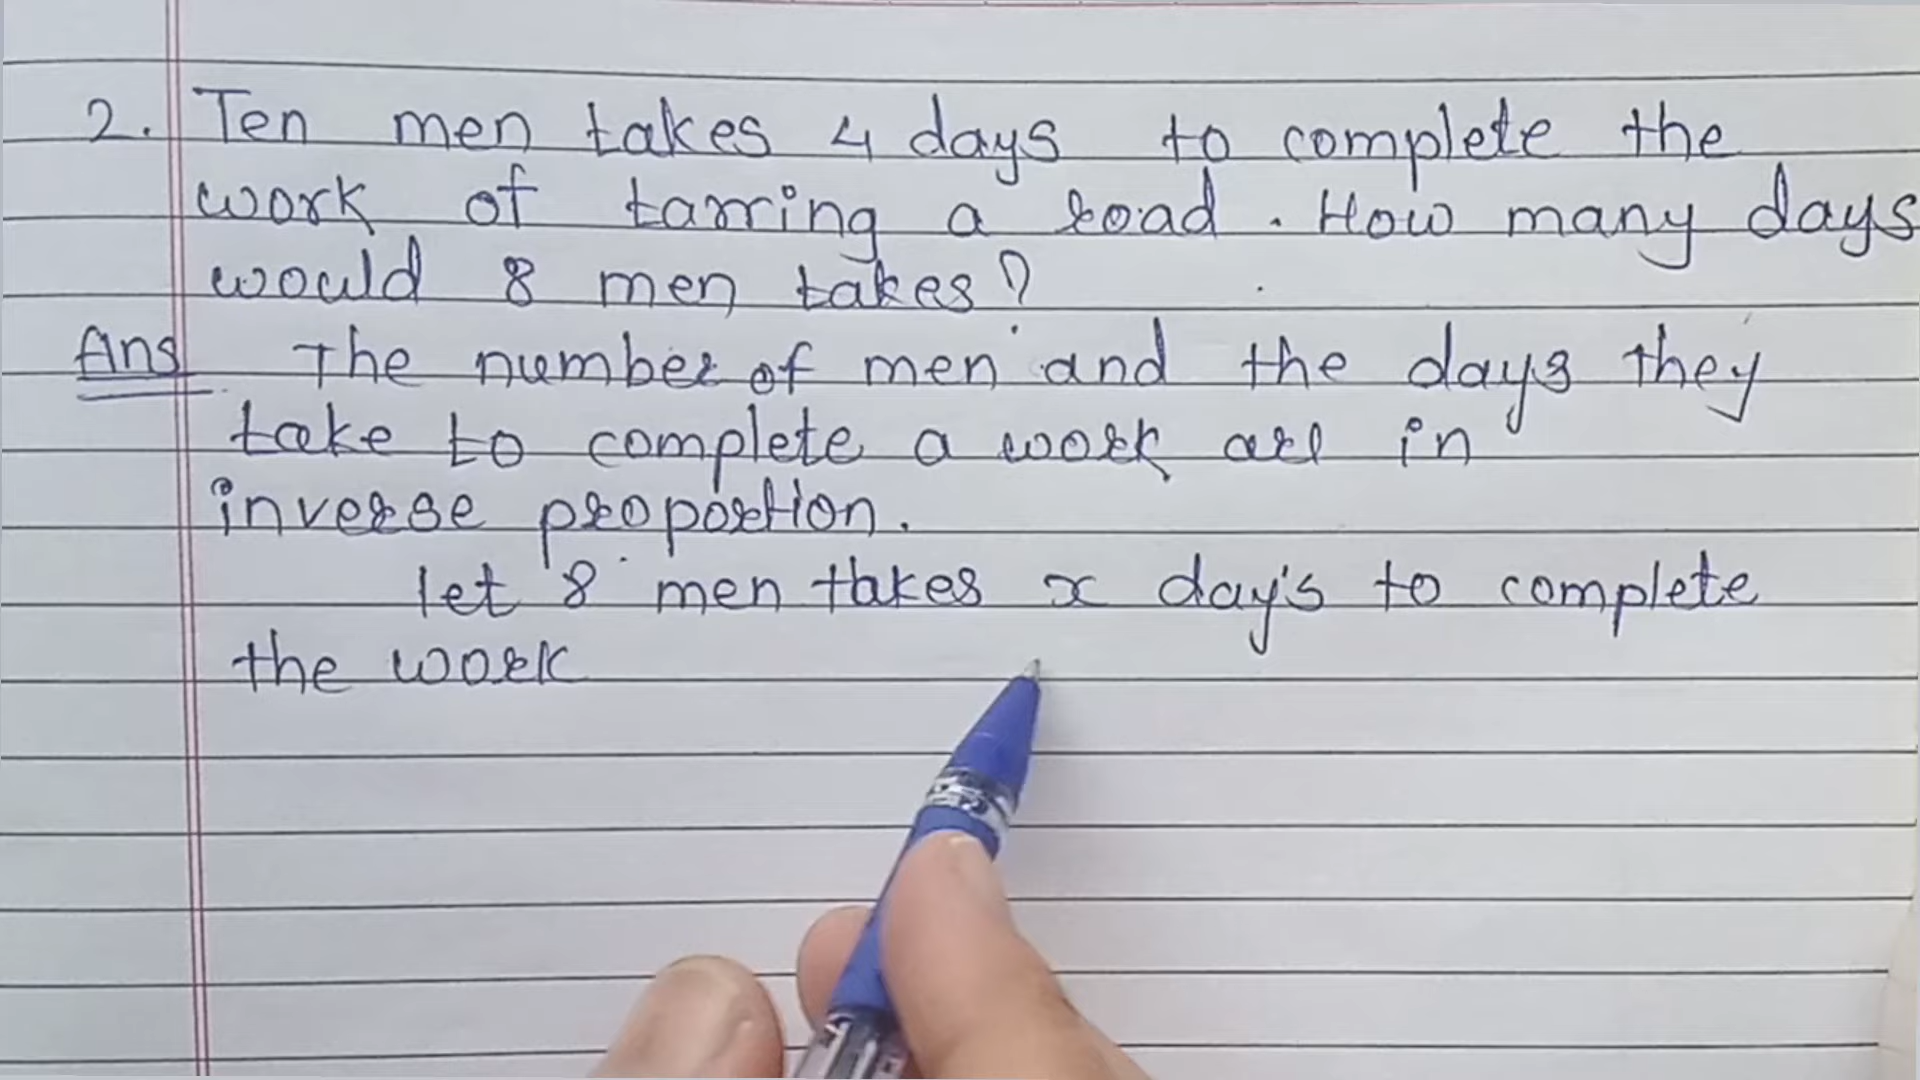 2. Ten men takes 4 days to complete the
work of tarring a road. How many days
would 8 men takes?
Ans The number of men and the days they
take to complete a work are in
inverse proportion.
let 8 men takes x day's to complete
the work